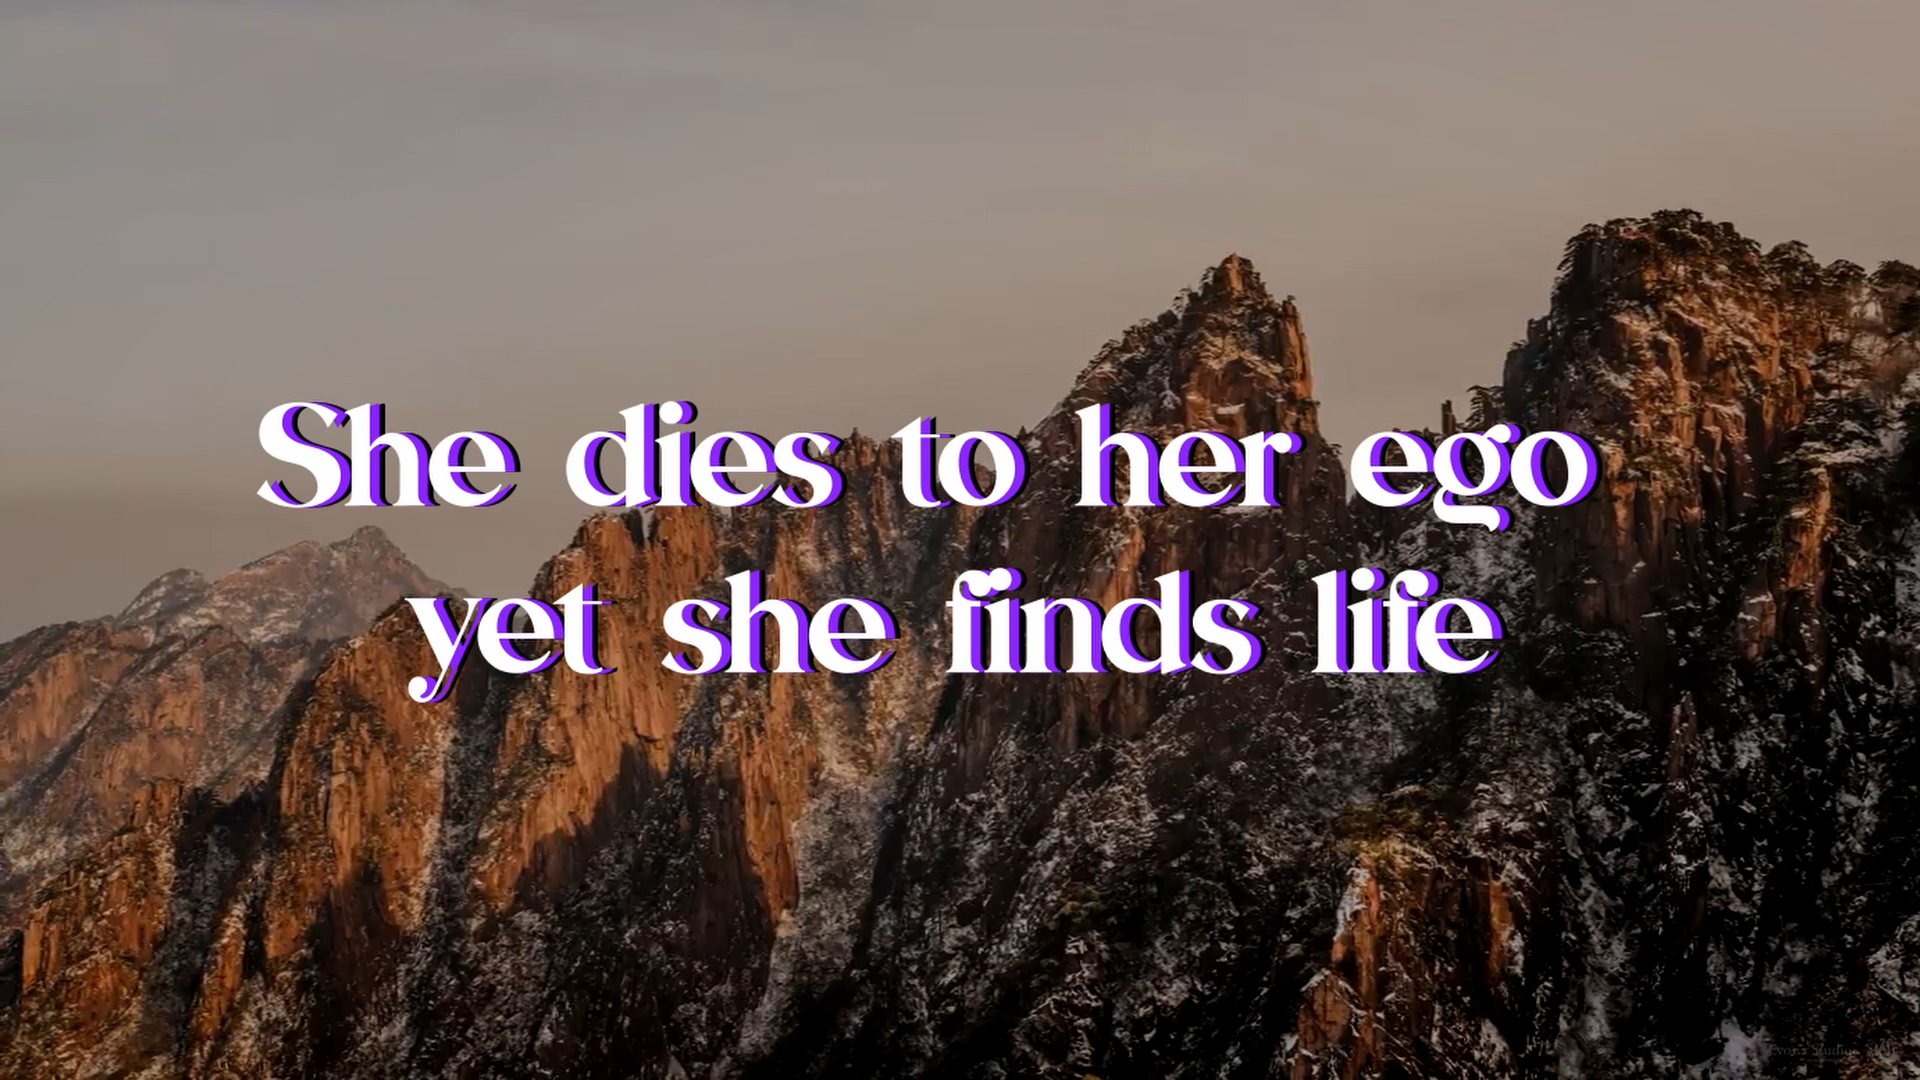 She dies to her ego
yet she finds life